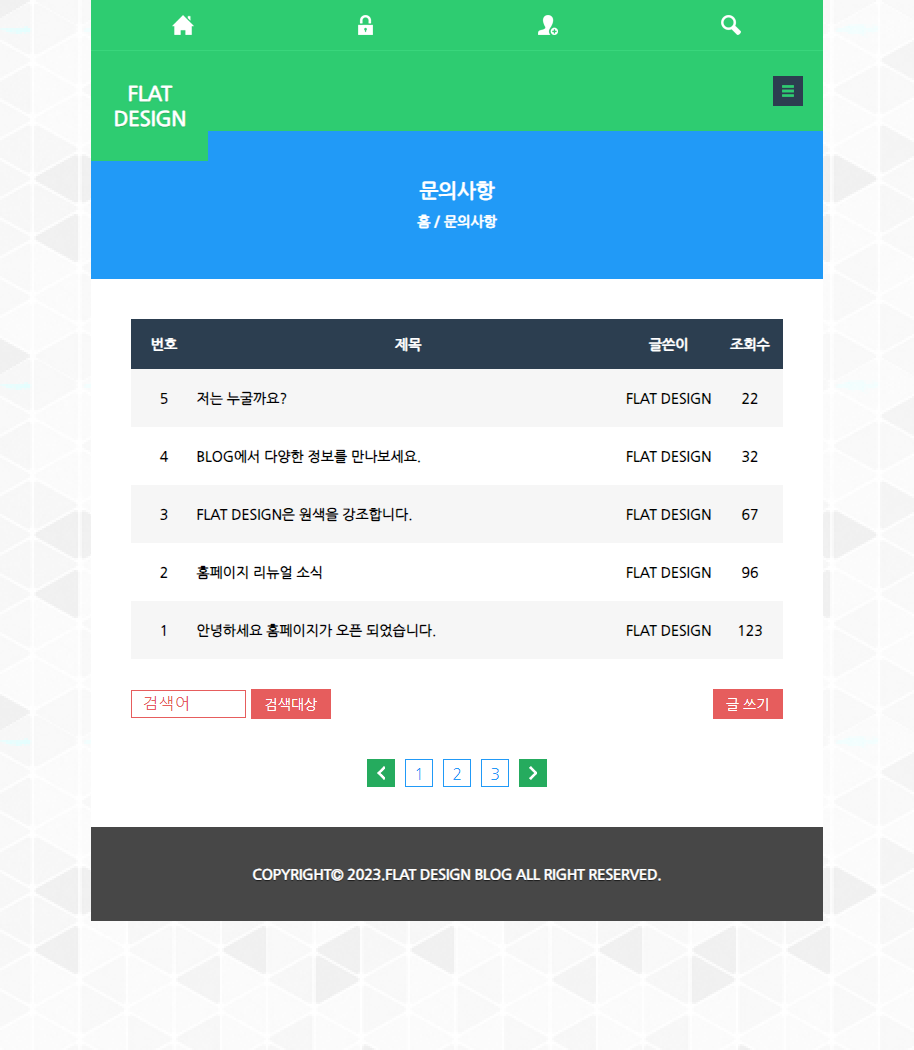 FLAT
DESIGN
문의사항
홈 / 문의사항
번호 제목 글쓴이 조회수
5 저는 누굴까요? FLAT DESIGN 22
4 BLOG에서 다양한 정보를 만나보세요. FLAT DESIGN 32
3 FLAT DESIGN은 원색을 강조합니다. FLAT DESIGN 67
2 홈페이지 리뉴얼 소식 FLAT DESIGN 96
1 안녕하세요 홈페이지가 오픈 되었습니다. FLAT DESIGN 123
검색어 검색대상 글 쓰기
1 2 3
COPYRIGHT© 2023.FLAT DESIGN BLOG ALL RIGHT RESERVED.